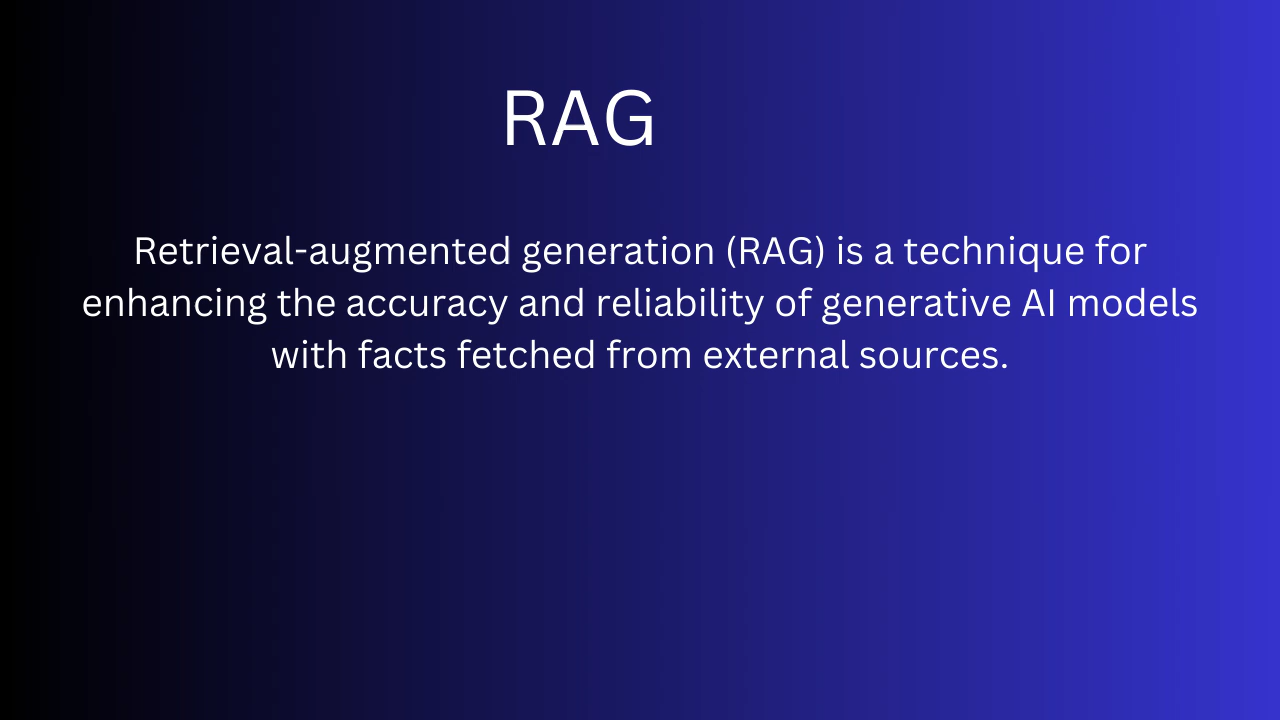 RAG
Retrieval-augmented generation (RAG) is a technique for
enhancing the accuracy and reliability of generative AI models
with facts fetched from external sources.